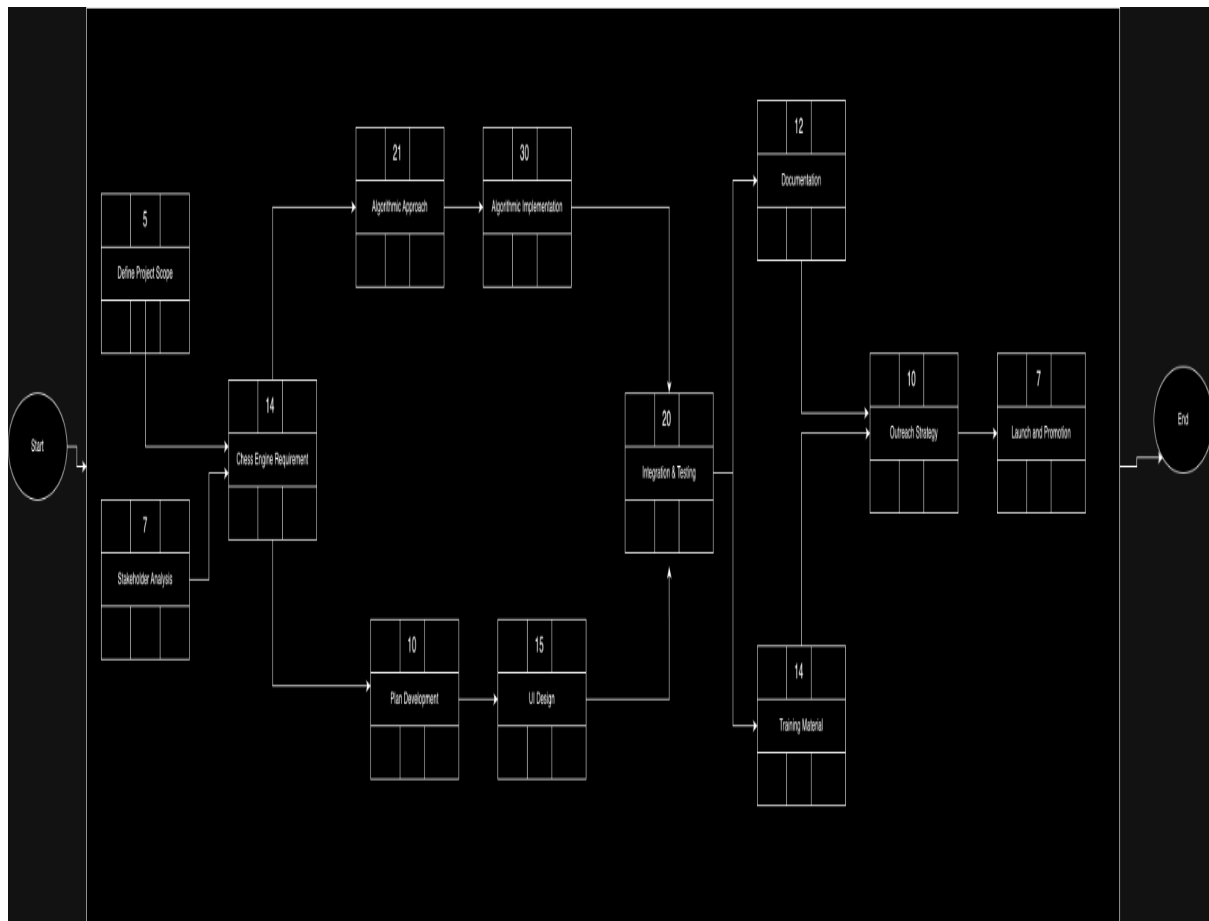 Start
5
Define Project Scope
7
Stakeholder Analysis
14
Chess Engine Requirement
21
Algorithmic Approach
30
Algorithmic Implementation
10
Plan Development
15
UI Design
20
Integration & Testing
12
Documentation
14
Training Material
10
Outreach Strategy
7
Launch and Promotion
End